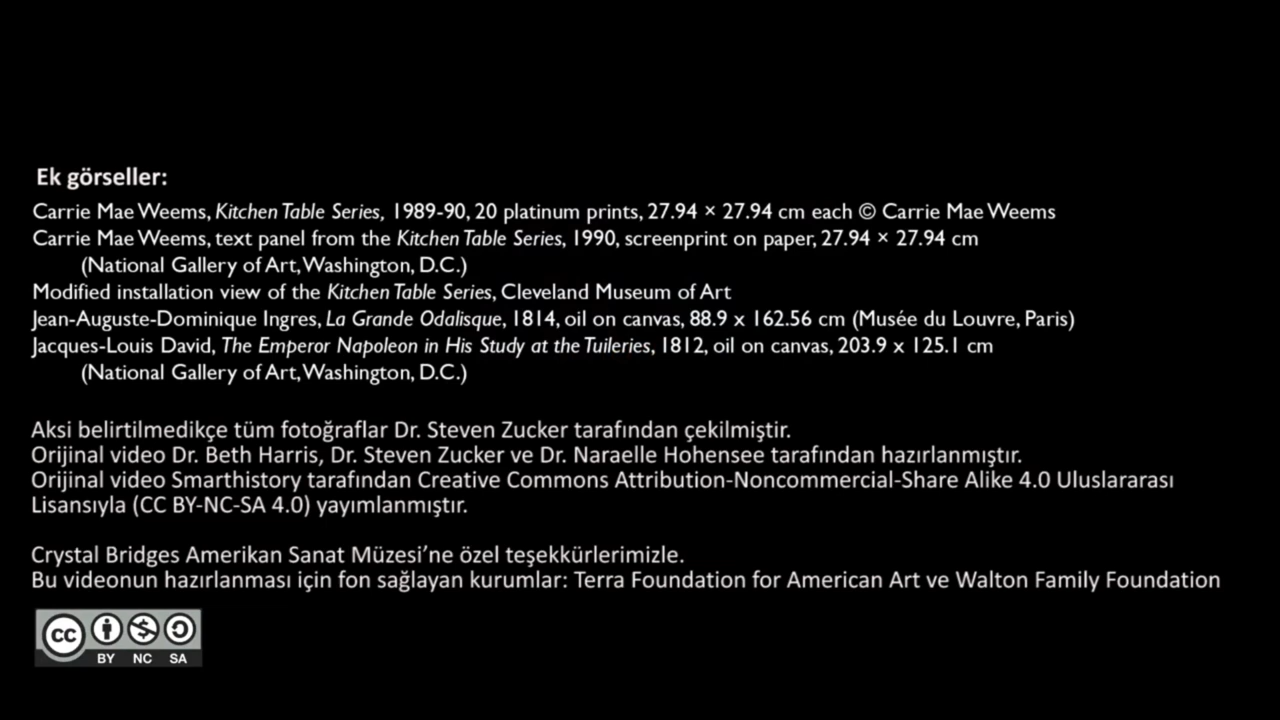 Ek görseller:
Carrie Mae Weems, Kitchen Table Series, 1989-90, 20 platinum prints, 27.94 × 27.94 cm each © Carrie Mae Weems
Carrie Mae Weems, text panel from the Kitchen Table Series, 1990, screenprint on paper, 27.94 × 27.94 cm
(National Gallery of Art, Washington, D.C.)
Modified installation view of the Kitchen Table Series, Cleveland Museum of Art
Jean-Auguste-Dominique Ingres, La Grande Odalisque, 1814, oil on canvas, 88.9 x 162.56 cm (Musée du Louvre, Paris)
Jacques-Louis David, The Emperor Napoleon in His Study at the Tuileries, 1812, oil on canvas, 203.9 x 125.1 cm
(National Gallery of Art, Washington, D.C.)
Aksi belirtilmedikçe tüm fotoğraflar Dr. Steven Zucker tarafından çekilmiştir.
Orijinal video Dr. Beth Harris, Dr. Steven Zucker ve Dr. Naraelle Hohensee tarafından hazırlanmıştır.
Orijinal video Smarthistory tarafından Creative Commons Attribution-Noncommercial-Share Alike 4.0 Uluslararası
Lisansıyla (CC BY-NC-SA 4.0) yayımlanmıştır.
Crystal Bridges Amerikan Sanat Müzesi’ne özel teşekkürlerimizle.
Bu videonun hazırlanması için fon sağlayan kurumlar: Terra Foundation for American Art ve Walton Family Foundation
cc
BY NC SA